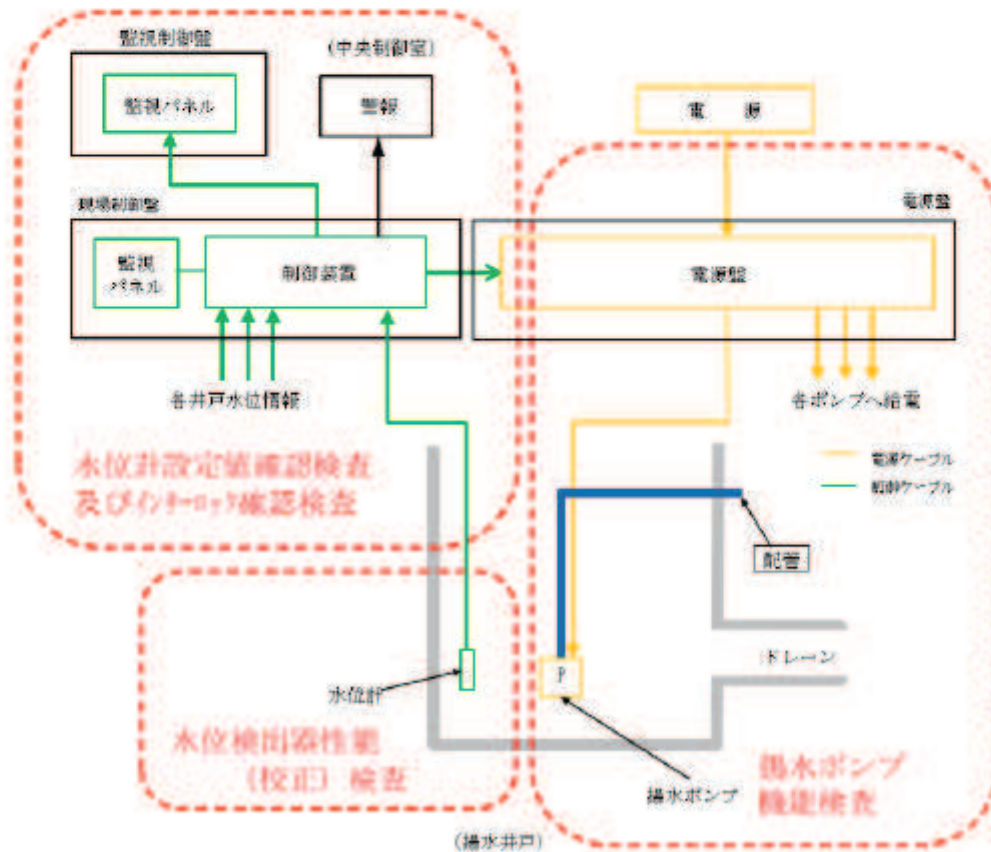 監視制御盤
(中央制御室)
監視パネル
警報
電　源
現場制御盤
電源盤
監視
パネル
制御装置
電源盤
各井戸水位情報
各ポンプへ給電
水位計設定値確認検査
及びインターロック確認検査
電源ケーブル
制御ケーブル
配管
ドレーン
P
水位計
水位検出器性能
(校正) 検査
揚水ポンプ
機能検査
揚水ポンプ
(揚水井戸)